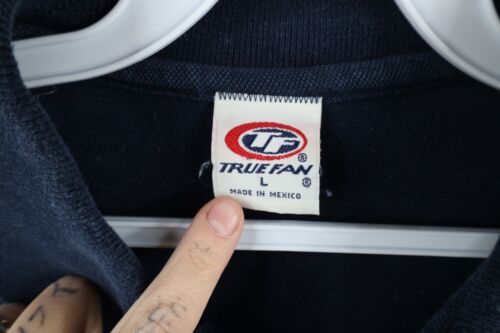 TF ®
TRUEFAN ®
L
MADE IN MEXICO